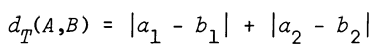 d_T(A,B) = |a_1 - b_1| + |a_2 - b_2|